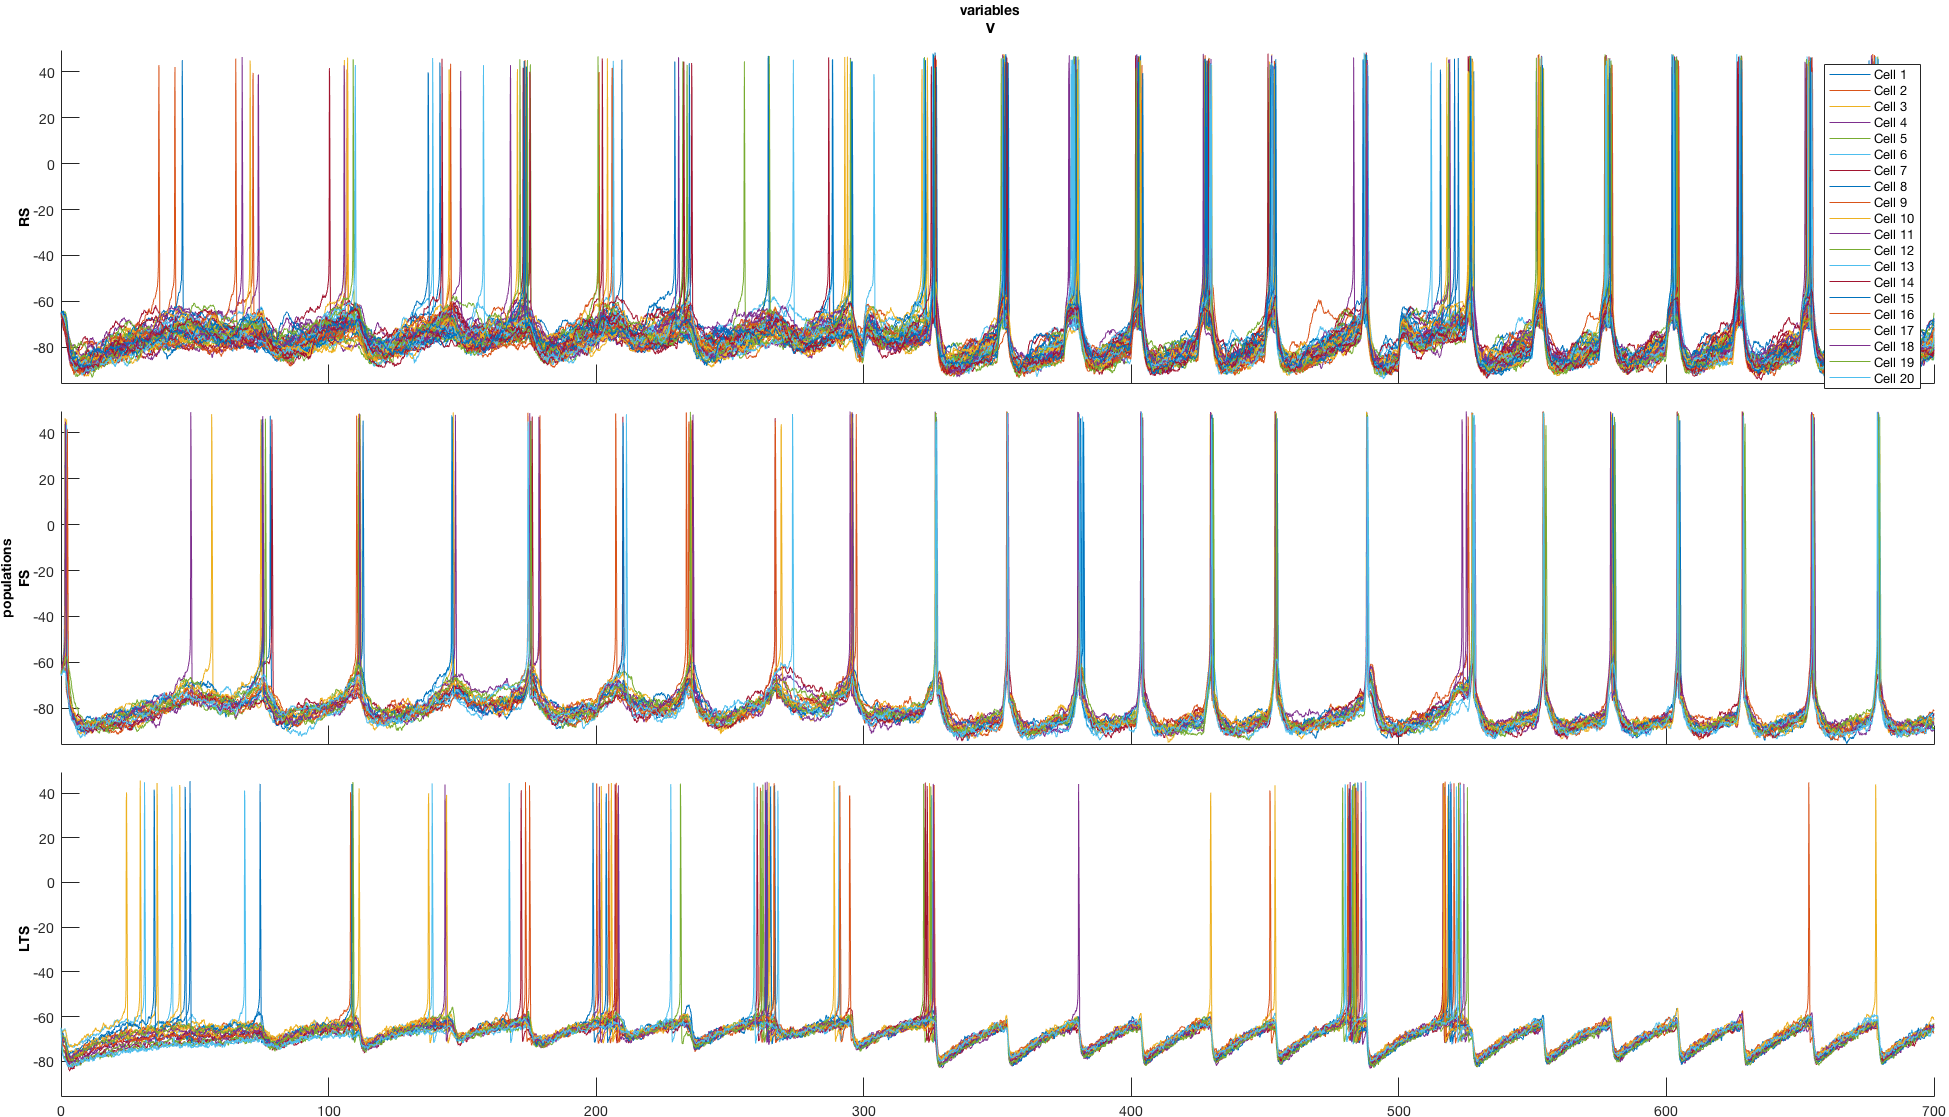 variables
V
40
20
0
-20
-40
-60
-80
RS
Cell 1
Cell 2
Cell 3
Cell 4
Cell 5
Cell 6
Cell 7
Cell 8
Cell 9
Cell 10
Cell 11
Cell 12
Cell 13
Cell 14
Cell 15
Cell 16
Cell 17
Cell 18
Cell 19
Cell 20
40
20
0
-20
-40
-60
-80
populations
FS
40
20
0
-20
-40
-60
-80
LTS
0 100 200 300 400 500 600 700